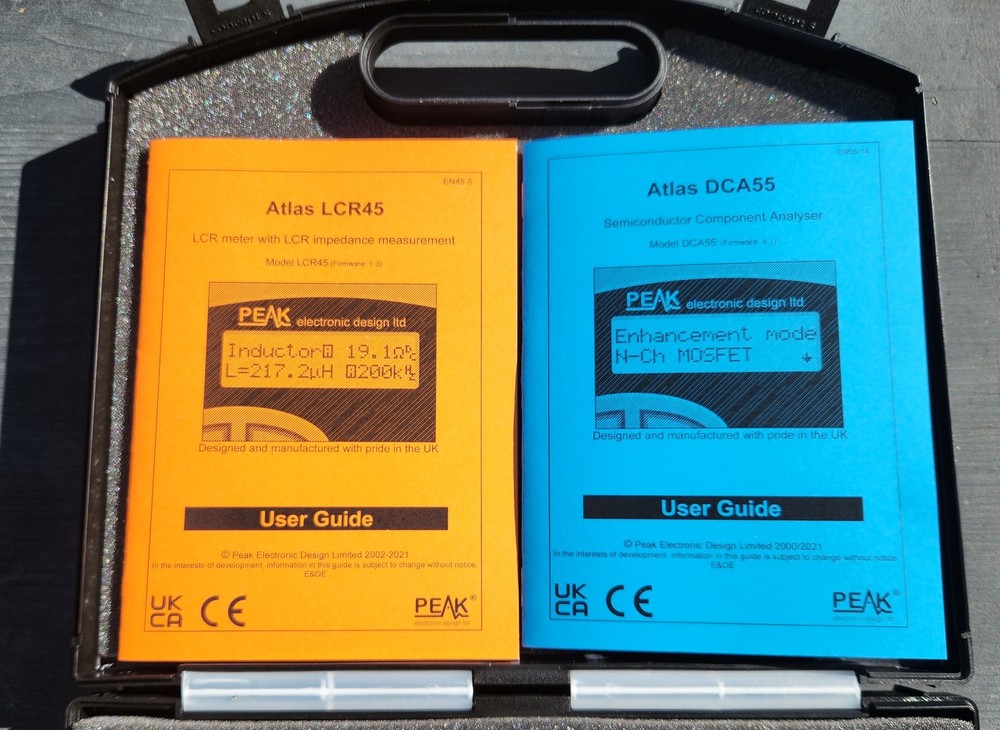 EN45-5
Atlas LCR45
LCR meter with LCR impedance measurement
Model LCR45 (Firmware: 1.3)
PEAK electronic design ltd
Inductor 19.1Ω DC
L=217.2µH 200kHz
Designed and manufactured with pride in the UK
User Guide
© Peak Electronic Design Limited 2002-2021
In the interests of development, information in this guide is subject to change without notice.
E&OE
UK
CA CE
PEAK®
electronic design ltd
EN55-14
Atlas DCA55
Semiconductor Component Analyser
Model DCA55 (Firmware: 4.1)
PEAK electronic design ltd
Enhancement mode
N-Ch MOSFET
Designed and manufactured with pride in the UK
User Guide
© Peak Electronic Design Limited 2000/2021
In the interests of development, information in this guide is subject to change without notice.
E&OE
UK
CA CE
PEAK®
electronic design ltd